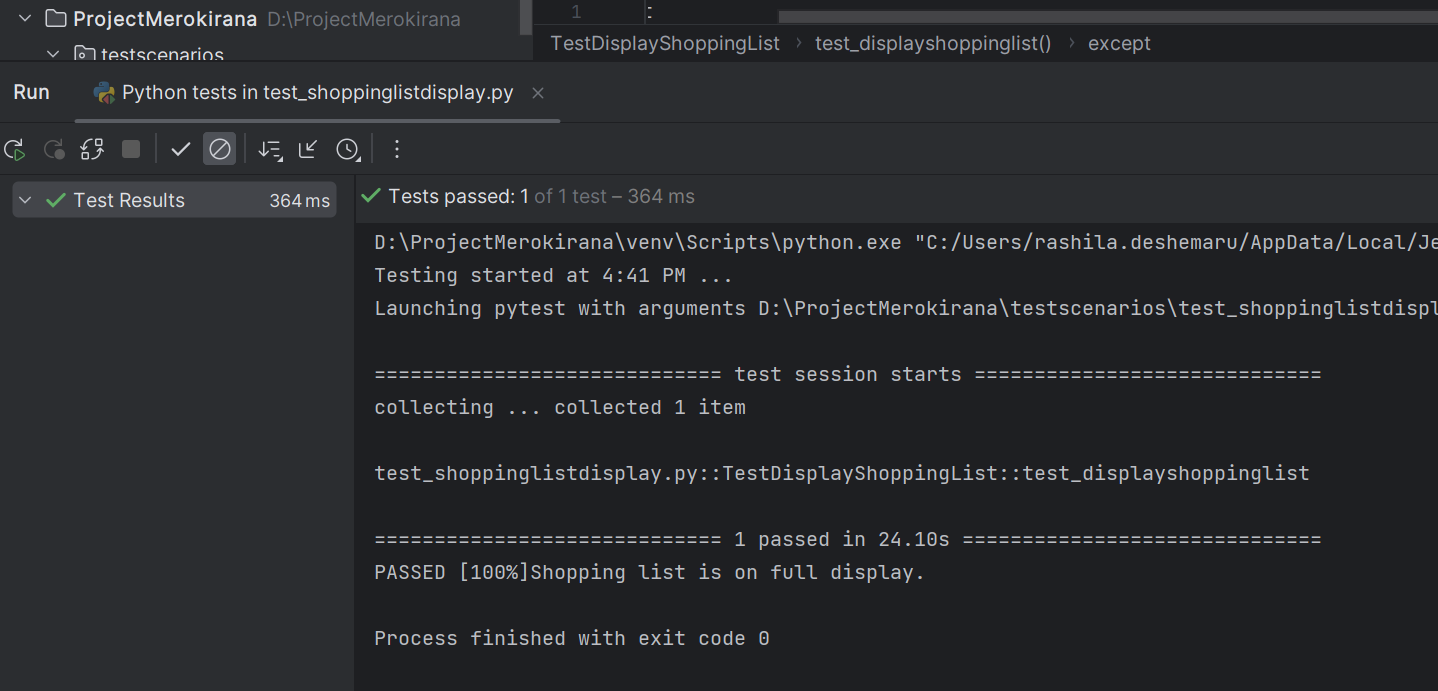 ProjectMerokirana D:\ProjectMerokirana
testscenarios
1 :
TestDisplayShoppingList › test_displayshoppinglist() › except
Run Python tests in test_shoppinglistdisplay.py
Test Results 364 ms
Tests passed: 1 of 1 test – 364 ms
D:\ProjectMerokirana\venv\Scripts\python.exe "C:/Users/rashila.deshemaru/AppData/Local/Je
Testing started at 4:41 PM ...
Launching pytest with arguments D:\ProjectMerokirana\testscenarios\test_shoppinglistdispl
============================= test session starts =============================
collecting ... collected 1 item
test_shoppinglistdisplay.py::TestDisplayShoppingList::test_displayshoppinglist
============================= 1 passed in 24.10s ==============================
PASSED [100%]Shopping list is on full display.
Process finished with exit code 0